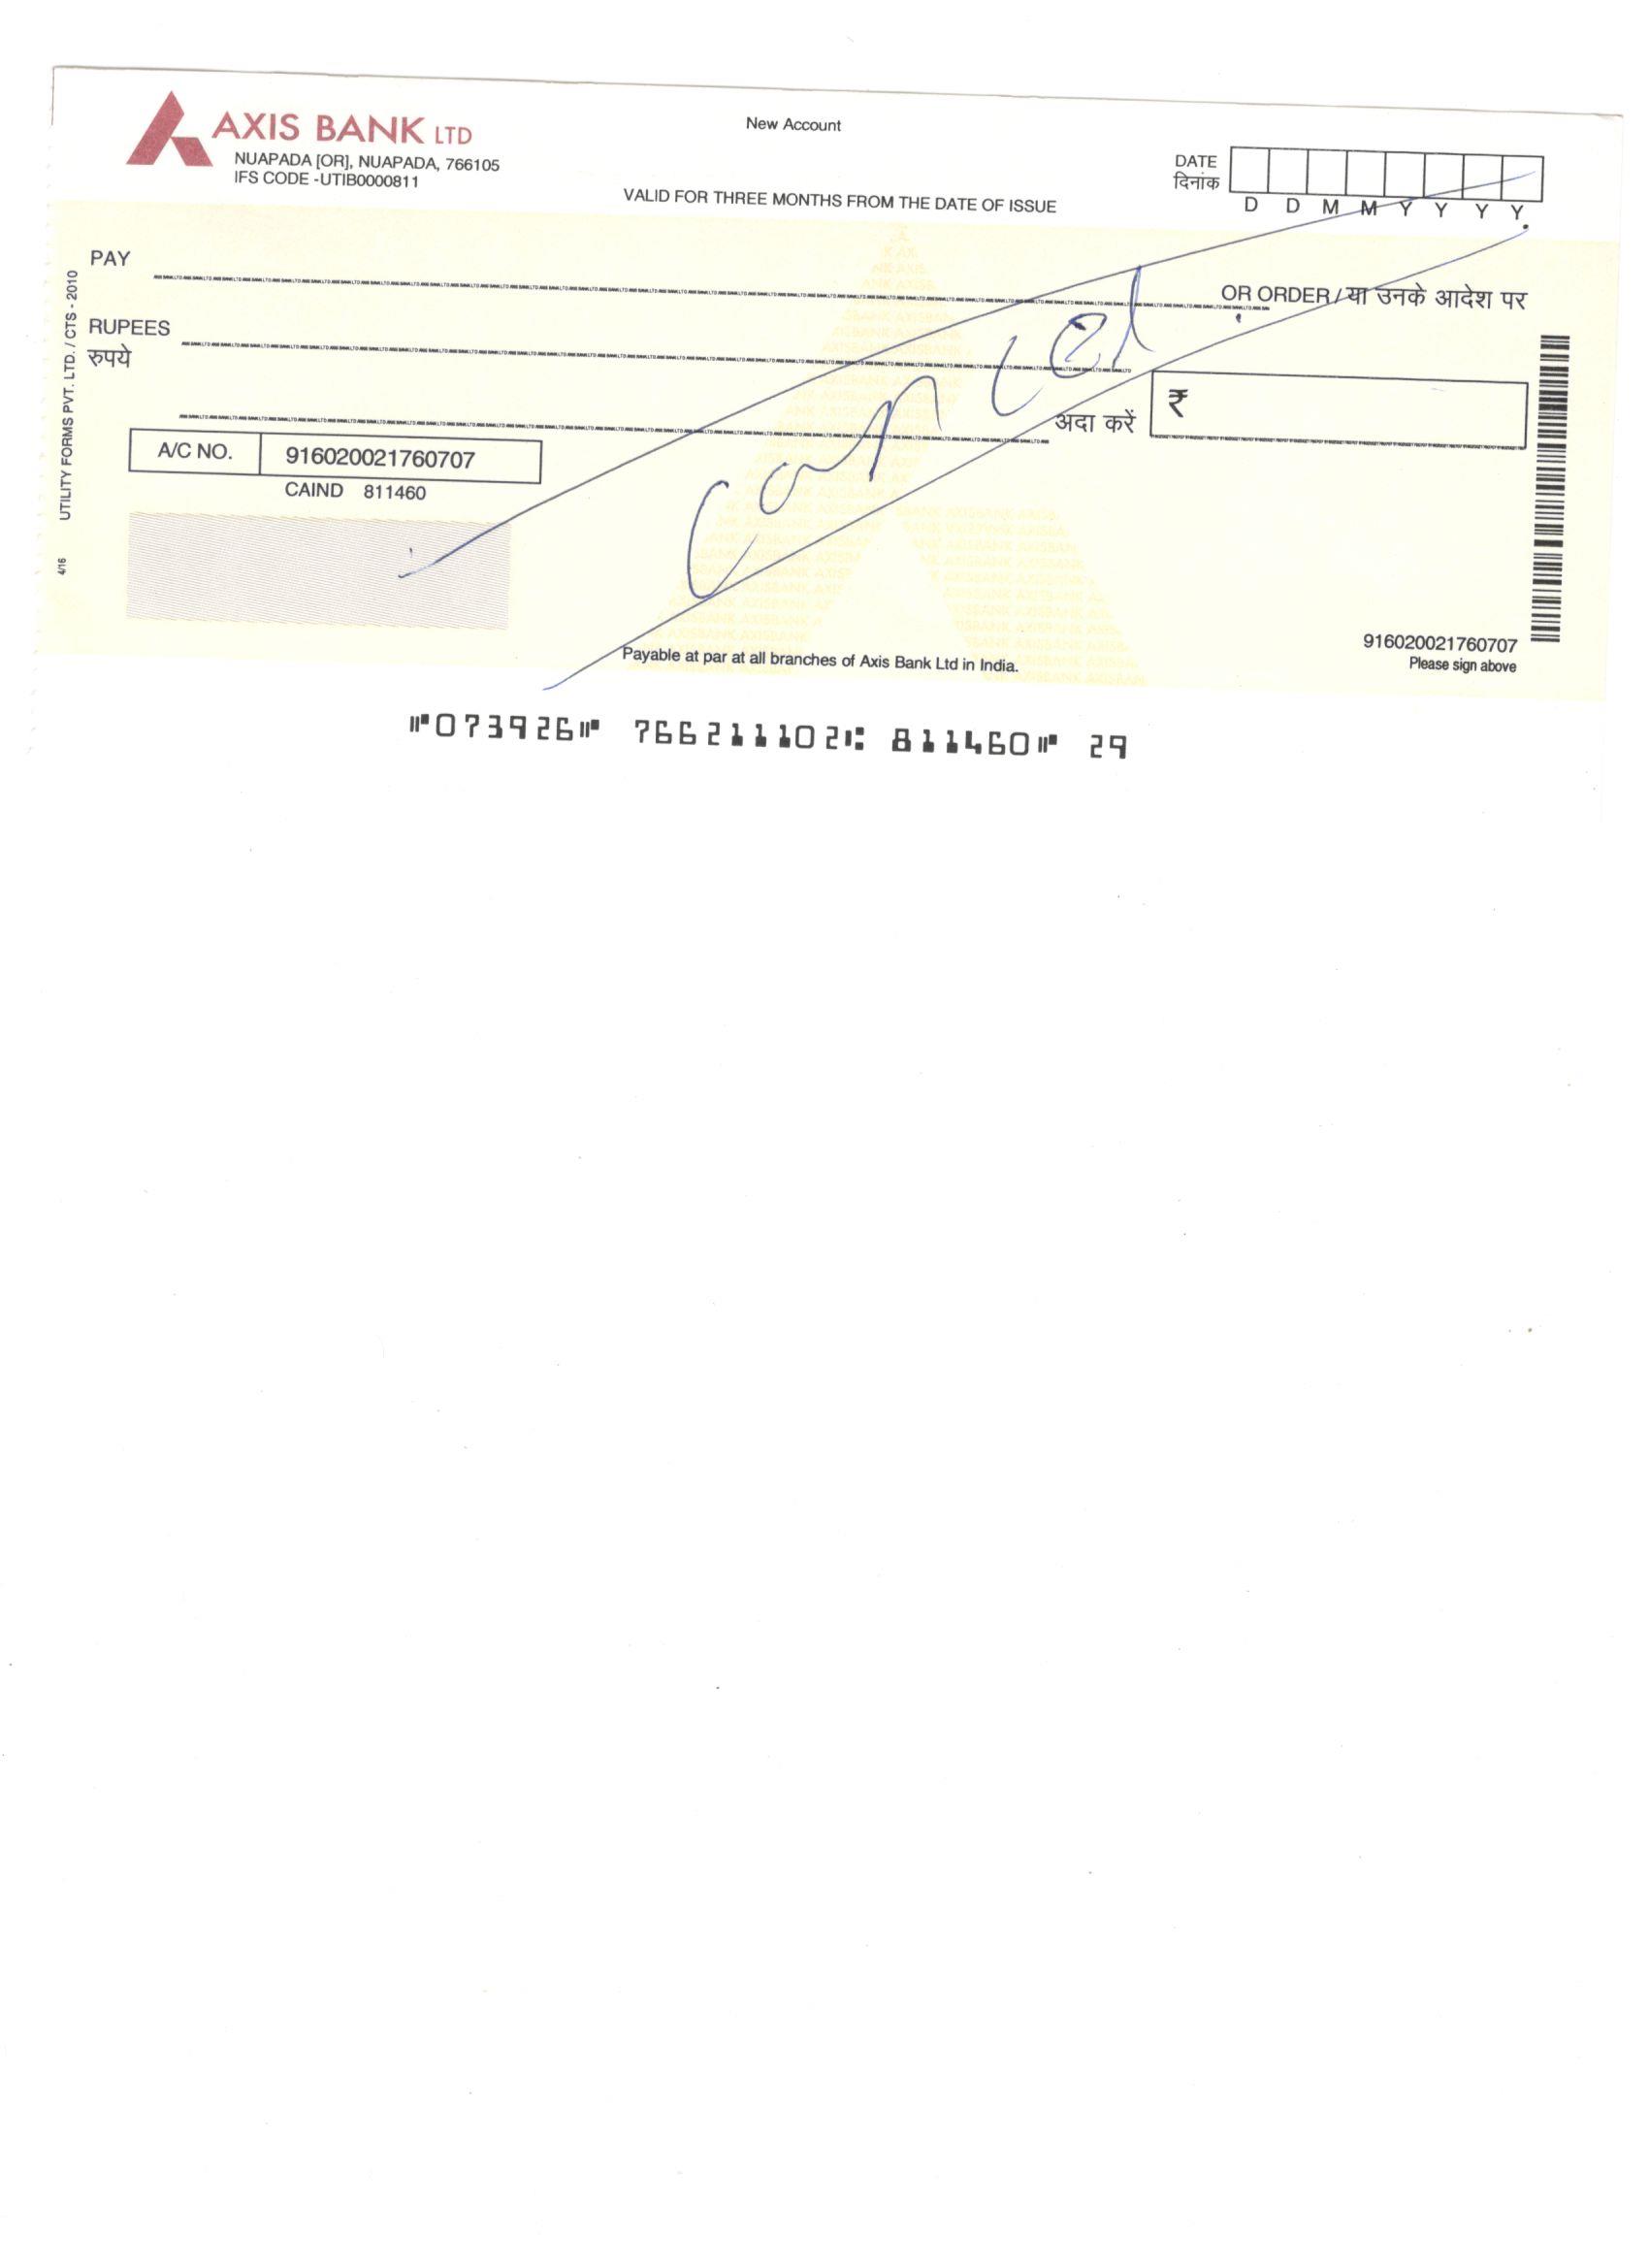 AXIS BANK LTD
NUAPADA [OR], NUAPADA, 766105
IFS CODE -UTIB0000811
New Account
VALID FOR THREE MONTHS FROM THE DATE OF ISSUE
DATE
दिनांक
D D M M Y Y Y Y
PAY
OR ORDER / या उनके आदेश पर
RUPEES
रुपये
अदा करें ₹
Cancel
A/C NO. 916020021760707
CAIND 811460
UTILITY FORMS PVT. LTD. / CTS - 2010
4/16
916020021760707
Please sign above
Payable at par at all branches of Axis Bank Ltd in India.
⑈073926⑈ 766211102⑆ 811460⑈ 29